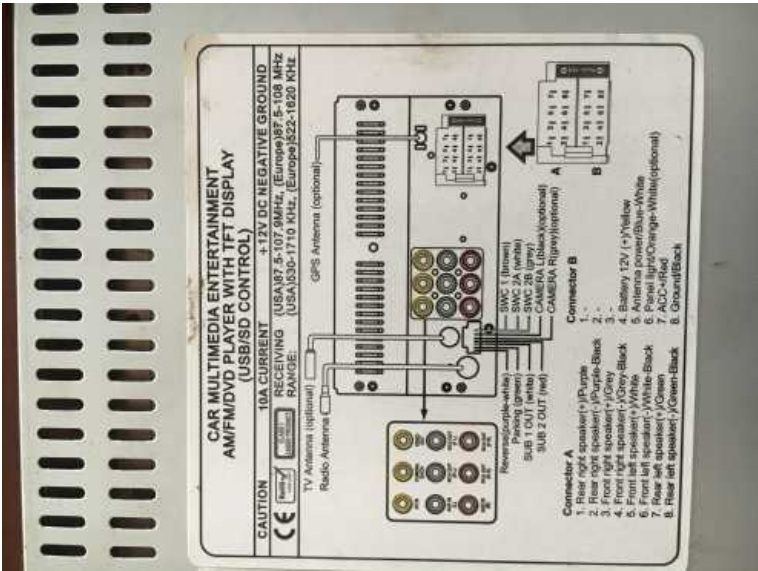 CAR MULTIMEDIA ENTERTAINMENT
AM/FM/DVD PLAYER WITH TFT DISPLAY
(USB/SD CONTROL)
CAUTION
10A CURRENT
+12V DC NEGATIVE GROUND
CE
RoHS
RECEIVING RANGE:
(USA)87.5-107.9MHz, (Europe)87.5-108 MHz
(USA)530-1710 KHz, (Europe)522-1620 KHz
TV Antenna (optional)
Radio Antenna
GPS Antenna (optional)
SWC 1 (brown)
SWC 2A (white)
SWC 2B (grey)
CAMERA L(black)(optional)
CAMERA R(grey)(optional)
Reverse(purple-white)
Parking (green)
SUB 1 OUT (white)
SUB 2 OUT (red)
A
B
Connector A
1. Rear right speaker(+)/Purple
2. Rear right speaker(-)/Purple-Black
3. Front right speaker(+)/Grey
4. Front right speaker(-)/Grey-Black
5. Front left speaker(+)/White
6. Front left speaker(-)/White-Black
7. Rear left speaker(+)/Green
8. Rear left speaker(-)/Green-Black
Connector B
1. -
2. -
3. -
4. Battery 12V (+)/Yellow
5. Antenna power/Blue-White
6. Panel light/Orange-White(optional)
7. ACC+/Red
8. Ground/Black